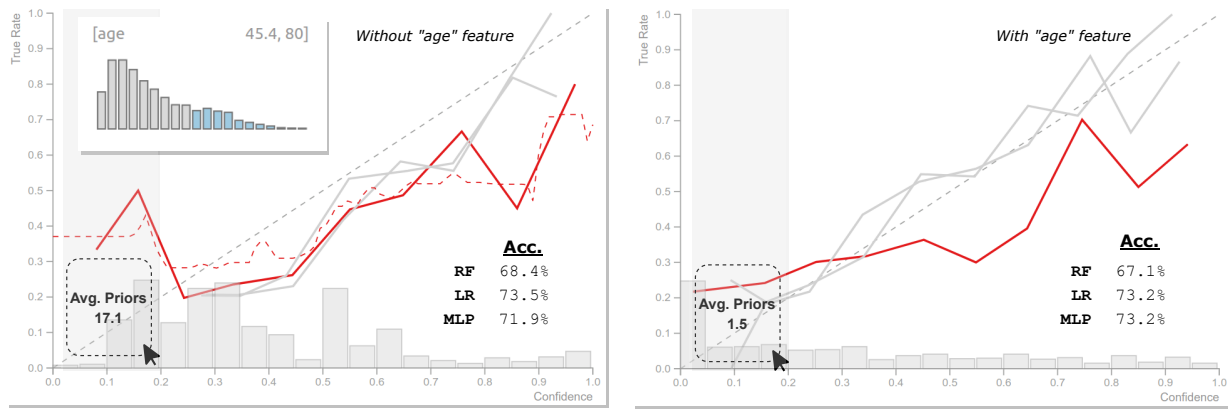 [age 45.4, 80]
Without "age" feature
True Rate
1.0
0.9
0.8
0.7
0.6
0.5
0.4
0.3
0.2
0.1
0.0
Avg. Priors
17.1
Acc.
RF 68.4%
LR 73.5%
MLP 71.9%
0.0 0.1 0.2 0.3 0.4 0.5 0.6 0.7 0.8 0.9 1.0
Confidence
With "age" feature
True Rate
1.0
0.9
0.8
0.7
0.6
0.5
0.4
0.3
0.2
0.1
0.0
Avg. Priors
1.5
Acc.
RF 67.1%
LR 73.2%
MLP 73.2%
0.0 0.1 0.2 0.3 0.4 0.5 0.6 0.7 0.8 0.9 1.0
Confidence